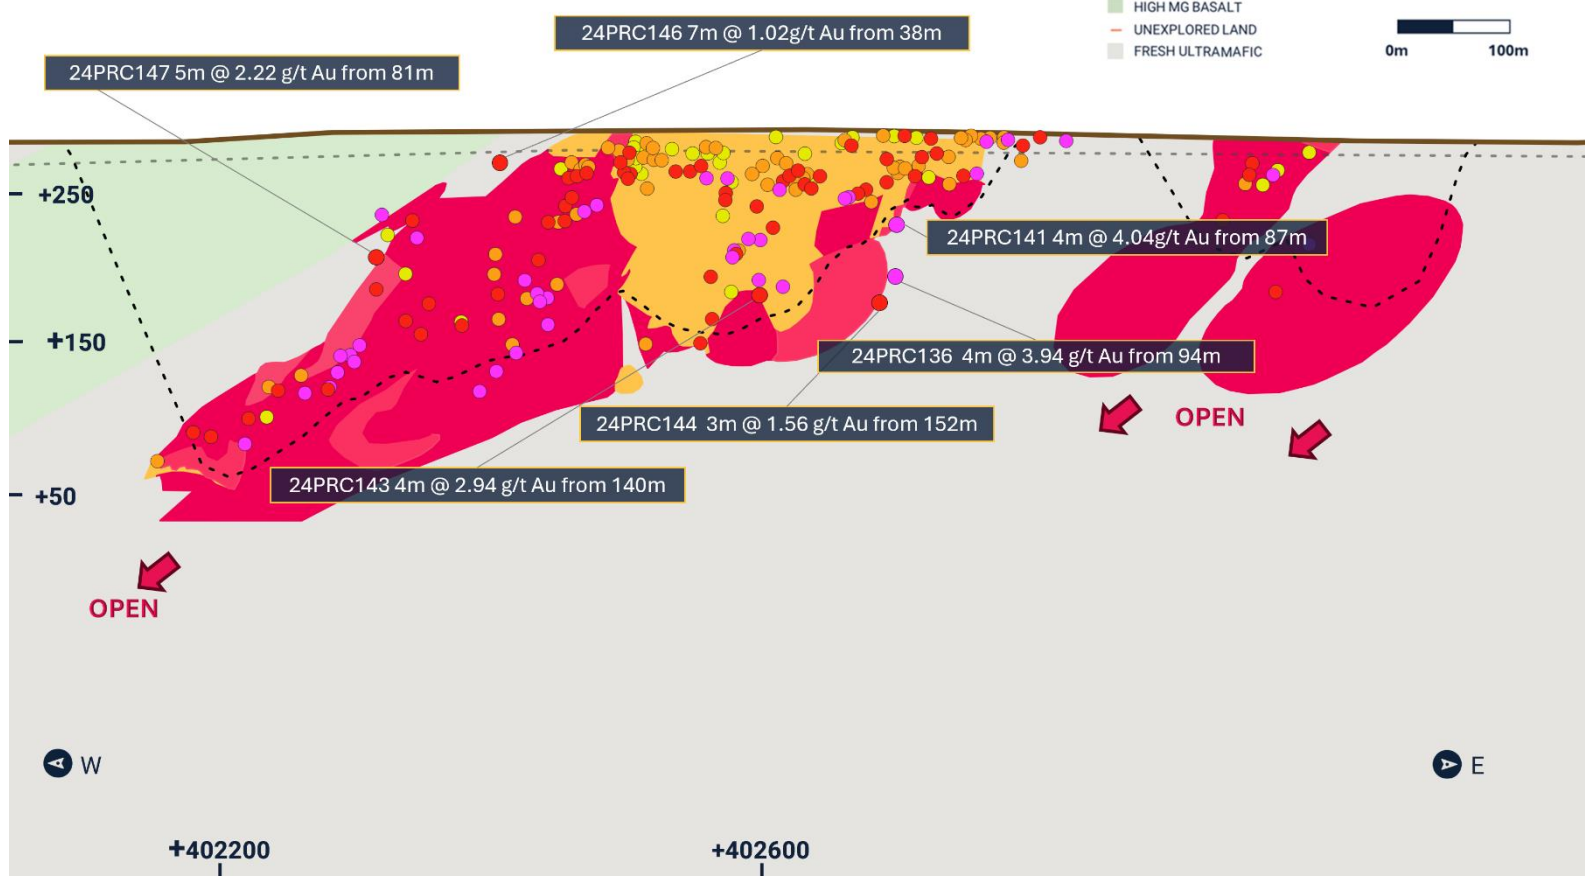 HIGH MG BASALT
UNEXPLORED LAND
FRESH ULTRAMAFIC
0m 100m
24PRC146 7m @ 1.02g/t Au from 38m
24PRC147 5m @ 2.22 g/t Au from 81m
+250
24PRC141 4m @ 4.04g/t Au from 87m
+150
24PRC136 4m @ 3.94 g/t Au from 94m
24PRC144 3m @ 1.56 g/t Au from 152m
OPEN
24PRC143 4m @ 2.94 g/t Au from 140m
+50
OPEN
W
E
+402200
+402600